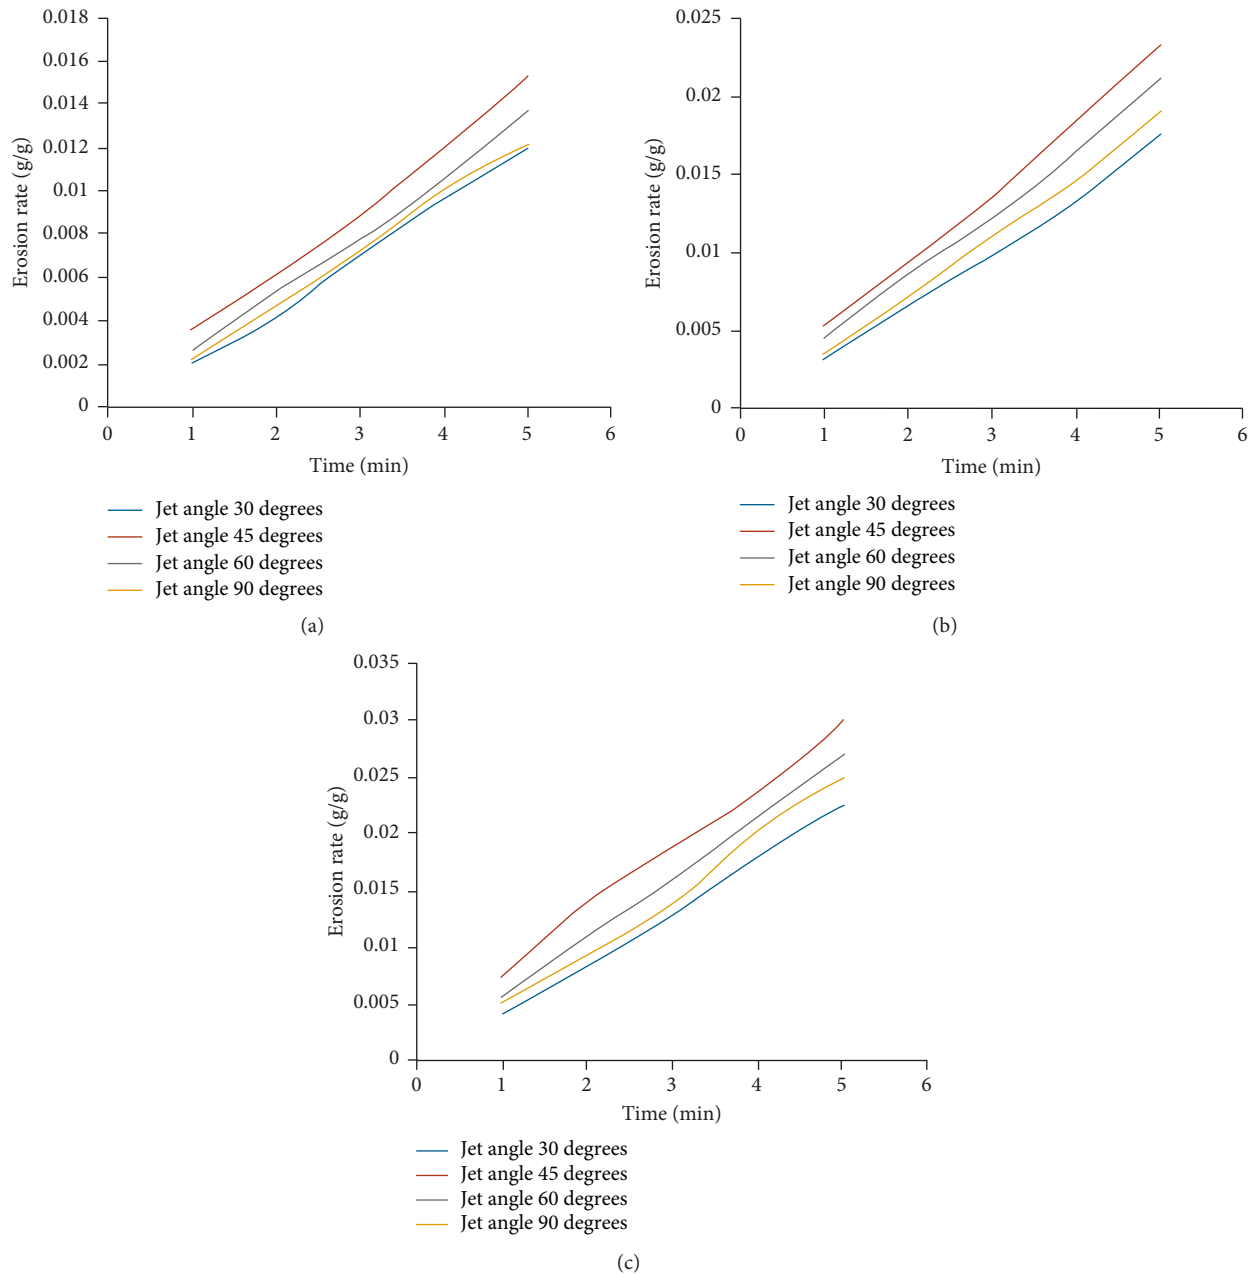 0.018
0.016
0.014
0.012
0.01
0.008
0.006
0.004
0.002
0
Erosion rate (g/g)
0 1 2 3 4 5 6
Time (min)
Jet angle 30 degrees
Jet angle 45 degrees
Jet angle 60 degrees
Jet angle 90 degrees
(a)
0.025
0.02
0.015
0.01
0.005
0
Erosion rate (g/g)
0 1 2 3 4 5 6
Time (min)
Jet angle 30 degrees
Jet angle 45 degrees
Jet angle 60 degrees
Jet angle 90 degrees
(b)
0.035
0.03
0.025
0.02
0.015
0.01
0.005
0
Erosion rate (g/g)
0 1 2 3 4 5 6
Time (min)
Jet angle 30 degrees
Jet angle 45 degrees
Jet angle 60 degrees
Jet angle 90 degrees
(c)